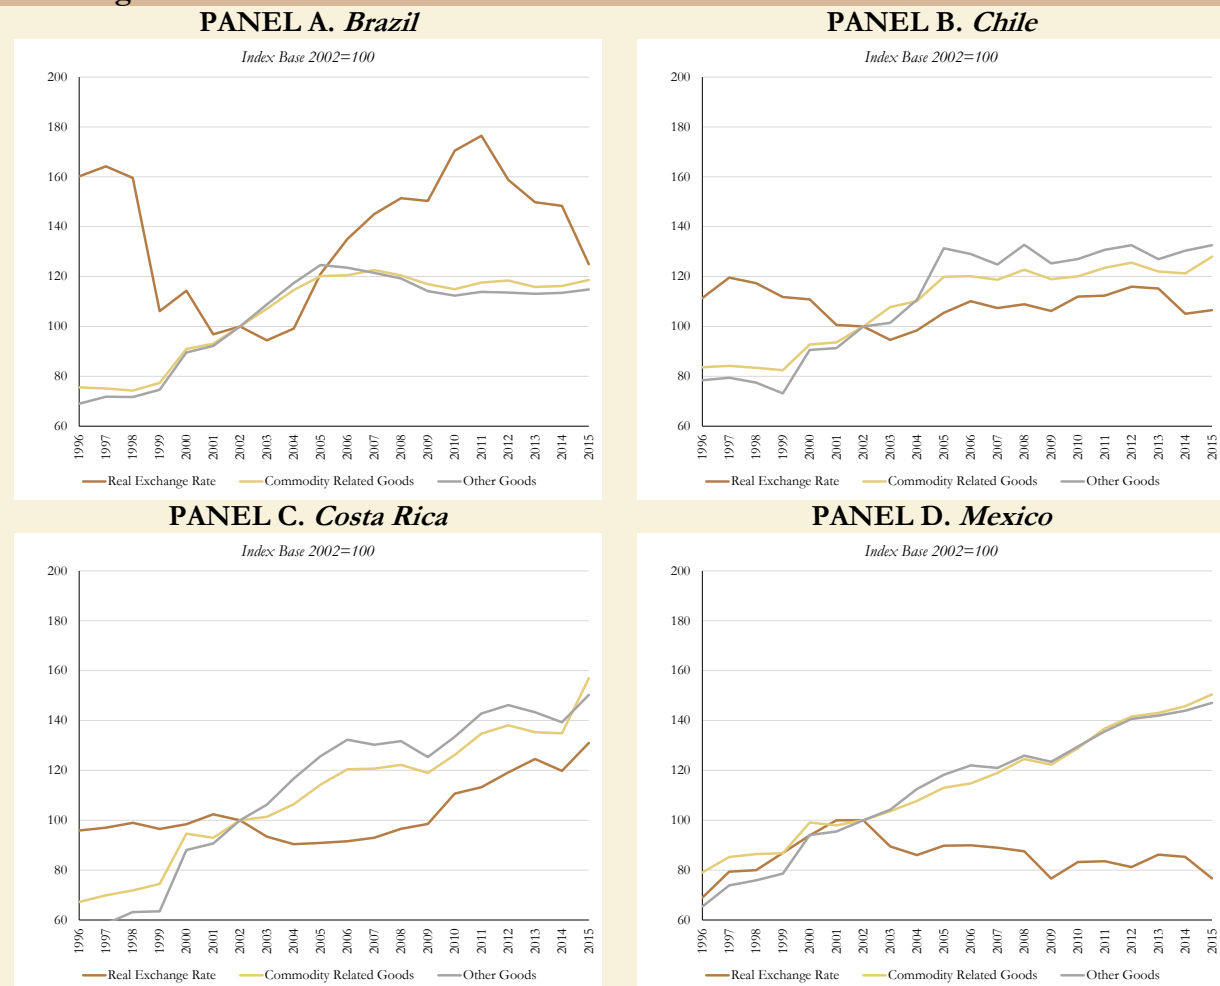 PANEL A. Brazil
Index Base 2002=100
200
180
160
140
120
100
80
60
1996 1997 1998 1999 2000 2001 2002 2003 2004 2005 2006 2007 2008 2009 2010 2011 2012 2013 2014 2015
Real Exchange Rate Commodity Related Goods Other Goods
PANEL B. Chile
Index Base 2002=100
200
180
160
140
120
100
80
60
1996 1997 1998 1999 2000 2001 2002 2003 2004 2005 2006 2007 2008 2009 2010 2011 2012 2013 2014 2015
Real Exchange Rate Commodity Related Goods Other Goods
PANEL C. Costa Rica
Index Base 2002=100
200
180
160
140
120
100
80
60
1996 1997 1998 1999 2000 2001 2002 2003 2004 2005 2006 2007 2008 2009 2010 2011 2012 2013 2014 2015
Real Exchange Rate Commodity Related Goods Other Goods
PANEL D. Mexico
Index Base 2002=100
200
180
160
140
120
100
80
60
1996 1997 1998 1999 2000 2001 2002 2003 2004 2005 2006 2007 2008 2009 2010 2011 2012 2013 2014 2015
Real Exchange Rate Commodity Related Goods Other Goods